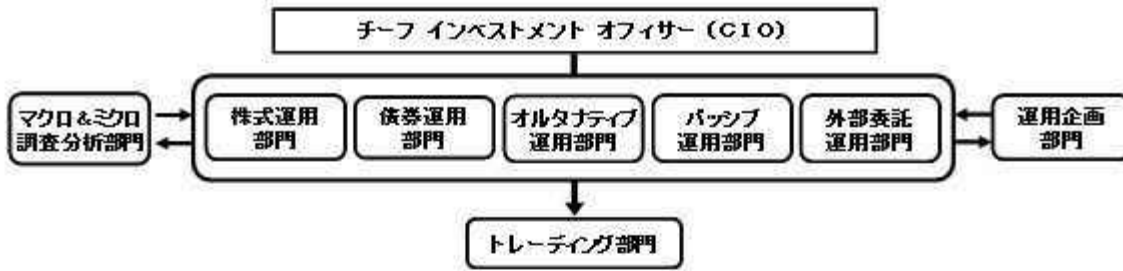 チーフ インベストメント オフィサー（CIO）
マクロ&ミクロ
調査分析部門
株式運用
部門
債券運用
部門
オルタナティブ
運用部門
パッシブ
運用部門
外部委託
運用部門
運用企画
部門
トレーディング部門